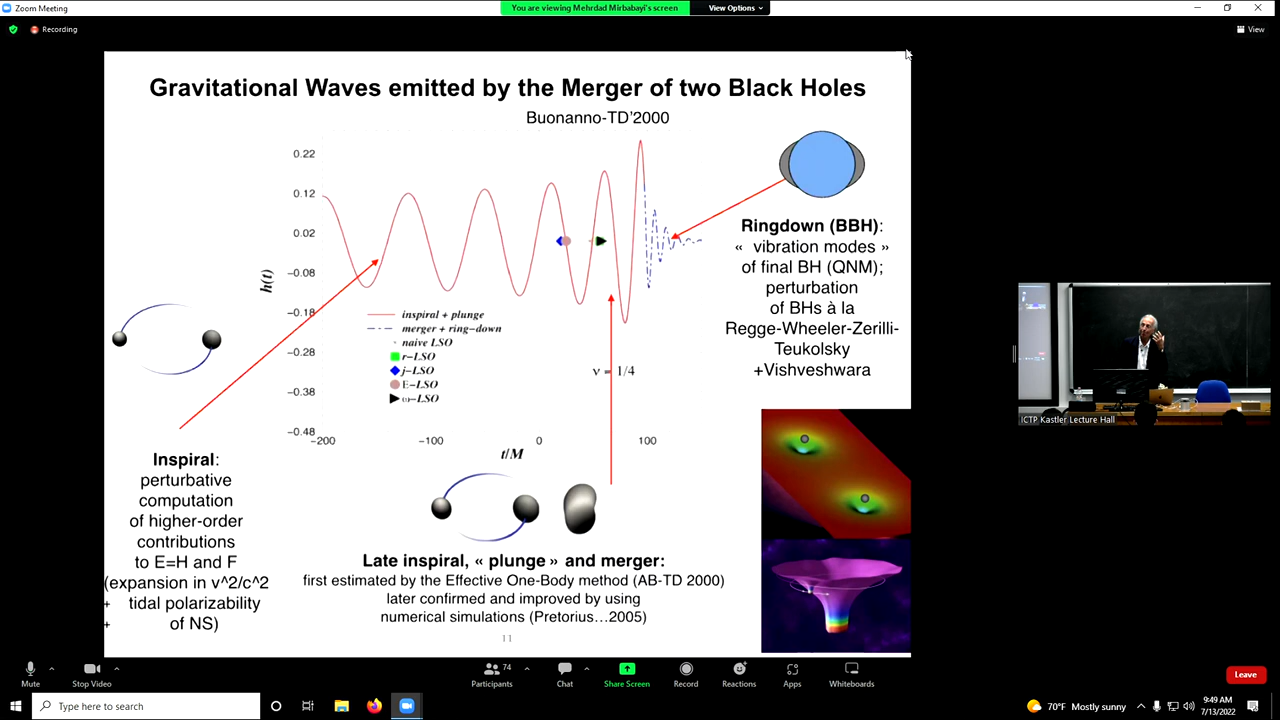 Zoom Meeting
You are viewing Mehrdad Mirbabayi's screen
View Options
Recording
View
Gravitational Waves emitted by the Merger of two Black Holes
Buonanno-TD'2000
0.22
0.12
0.02
−0.08
−0.18
−0.28
−0.38
−0.48
h(t)
inspiral + plunge
merger + ring−down
naive LSO
r−LSO
j−LSO
E−LSO
ω−LSO
ν = 1/4
−200
−100
0
100
t/M
Ringdown (BBH):
« vibration modes »
of final BH (QNM);
perturbation
of BHs à la
Regge-Wheeler-Zerilli-
Teukolsky
+Vishveshwara
Inspiral:
perturbative
computation
of higher-order
contributions
to E=H and F
(expansion in v^2/c^2
+ tidal polarizability
+ of NS)
Late inspiral, « plunge » and merger:
first estimated by the Effective One-Body method (AB-TD 2000)
later confirmed and improved by using
numerical simulations (Pretorius…2005)
11
ICTP Kastler Lecture Hall
Mute
Stop Video
Participants
74
Chat
Share Screen
Record
Reactions
Apps
Whiteboards
Leave
Type here to search
70°F Mostly sunny
9:49 AM
7/13/2022